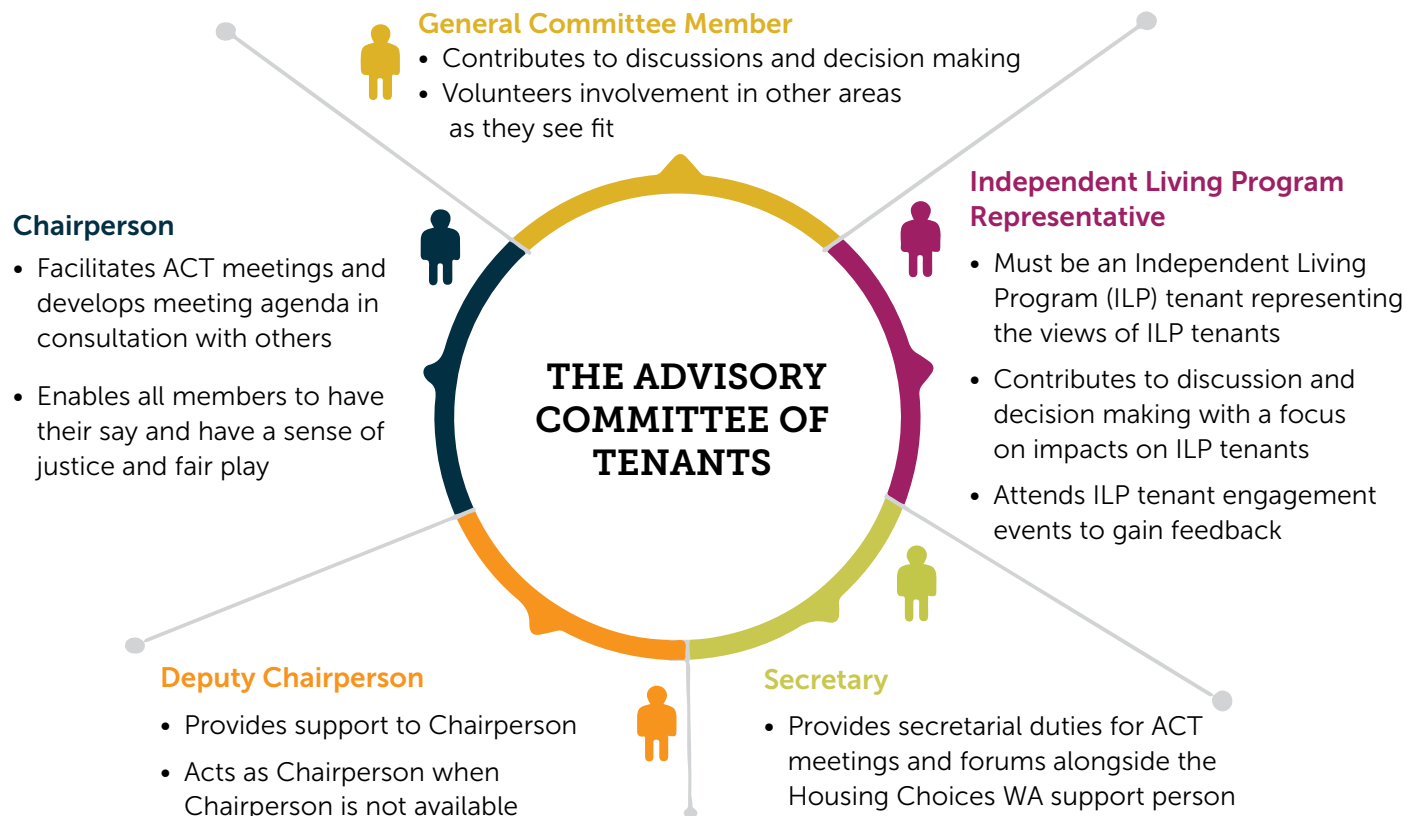 General Committee Member
• Contributes to discussions and decision making
• Volunteers involvement in other areas
as they see fit
Chairperson
• Facilitates ACT meetings and
develops meeting agenda in
consultation with others
• Enables all members to have
their say and have a sense of
justice and fair play
THE ADVISORY
COMMITTEE OF
TENANTS
Independent Living Program
Representative
• Must be an Independent Living
Program (ILP) tenant representing
the views of ILP tenants
• Contributes to discussion and
decision making with a focus
on impacts on ILP tenants
• Attends ILP tenant engagement
events to gain feedback
Deputy Chairperson
• Provides support to Chairperson
• Acts as Chairperson when
Chairperson is not available
Secretary
• Provides secretarial duties for ACT
meetings and forums alongside the
Housing Choices WA support person